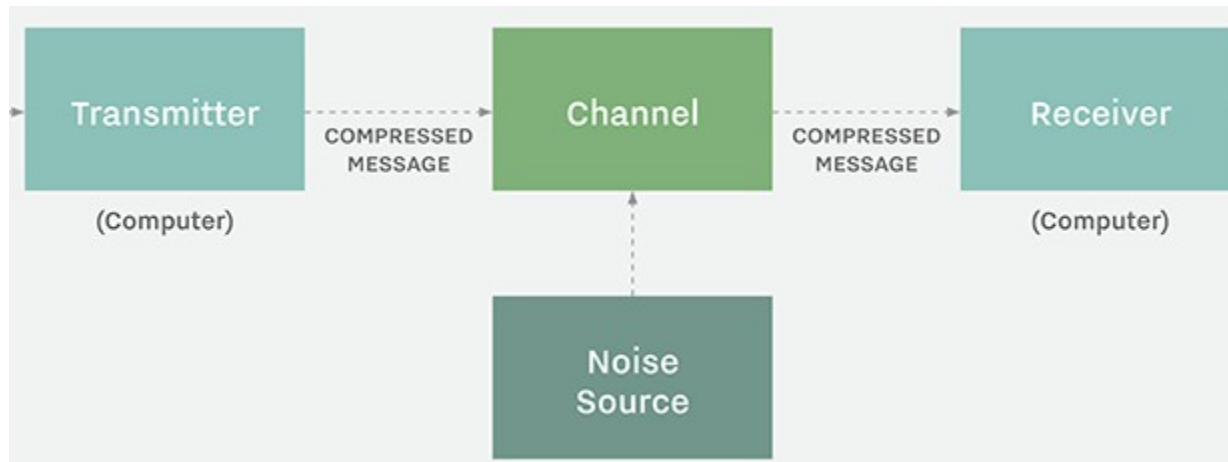 Transmitter
Channel
Receiver
COMPRESSED
MESSAGE
COMPRESSED
MESSAGE
(Computer)
(Computer)
Noise
Source